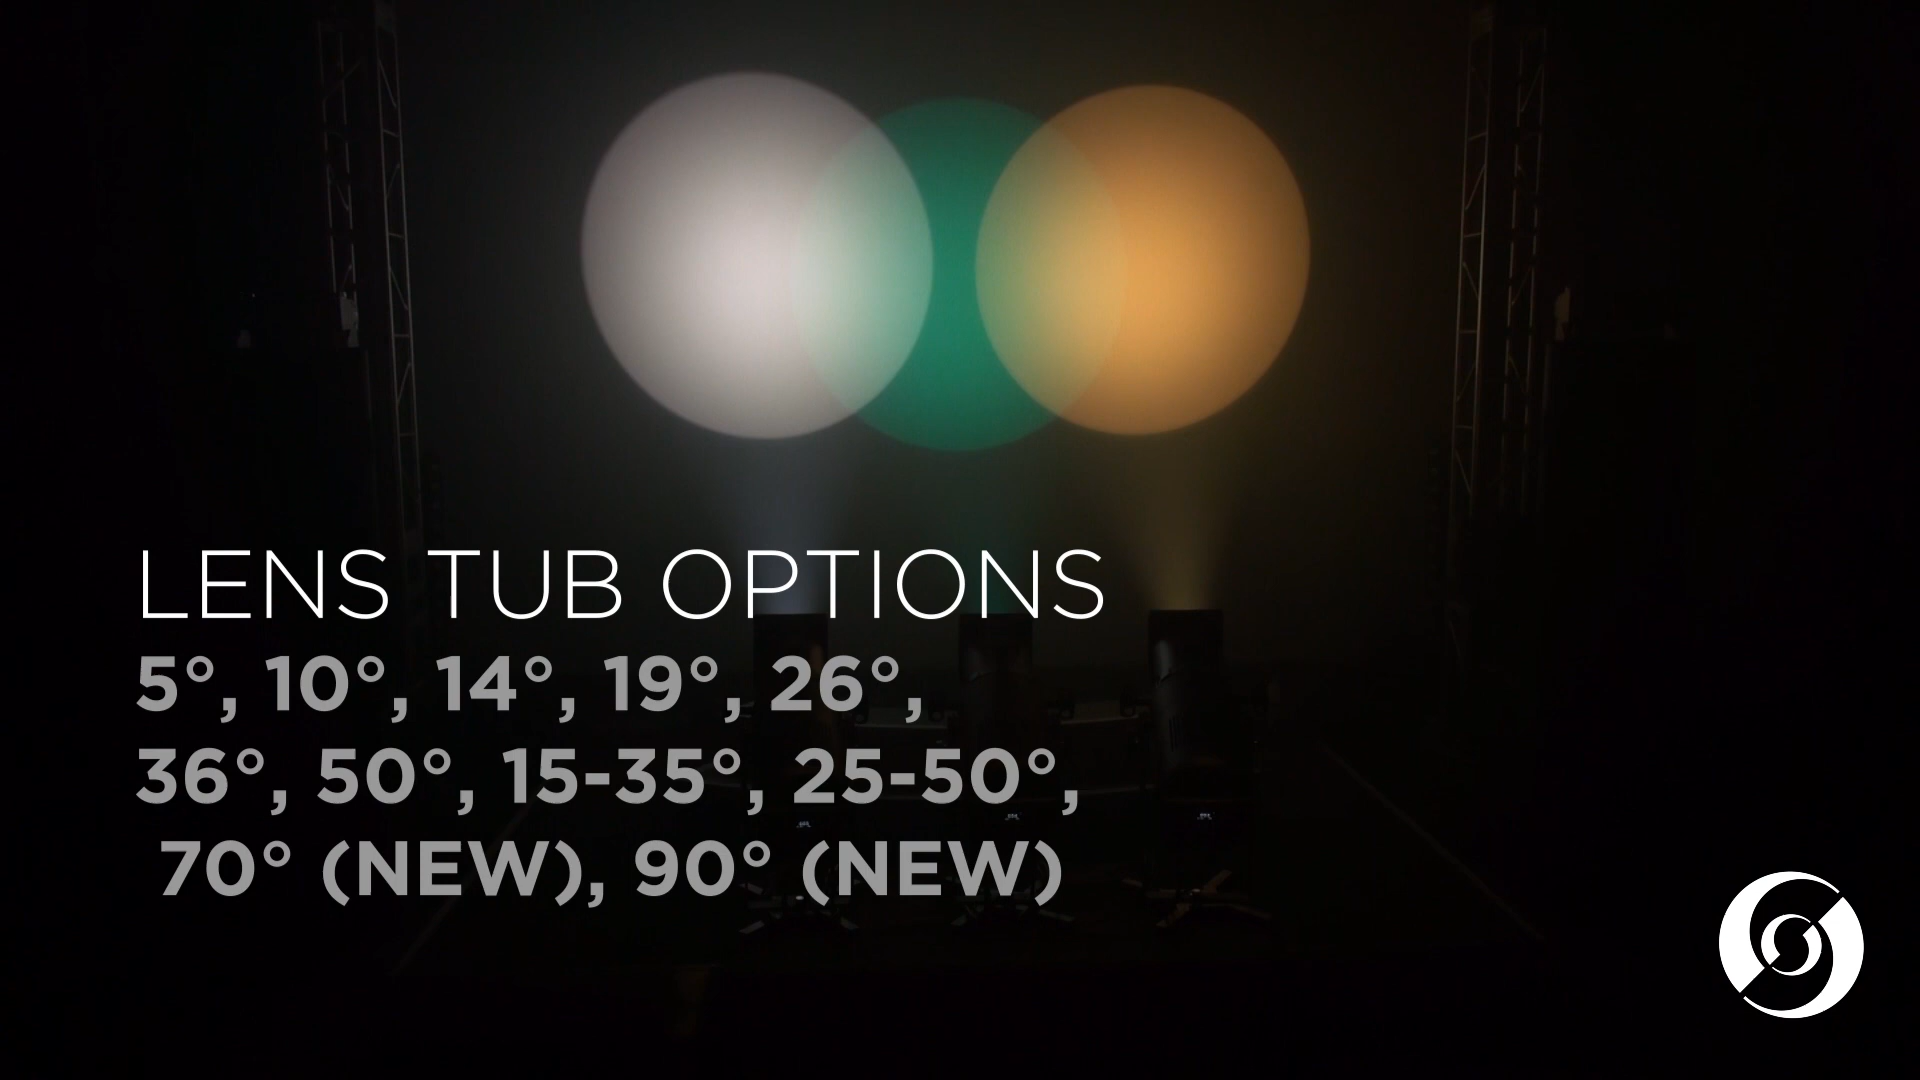 LENS TUB OPTIONS
5°, 10°, 14°, 19°, 26°,
36°, 50°, 15-35°, 25-50°,
70° (NEW), 90° (NEW)